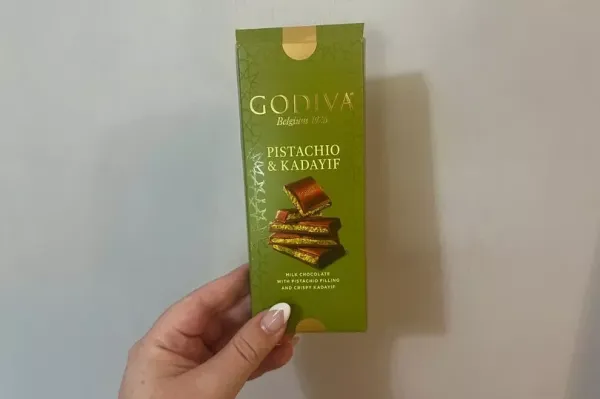 GODIVA
Belgium 1926
PISTACHIO
& KADAYIF
MILK CHOCOLATE
WITH PISTACHIO FILLING
AND CRISPY KADAYIF